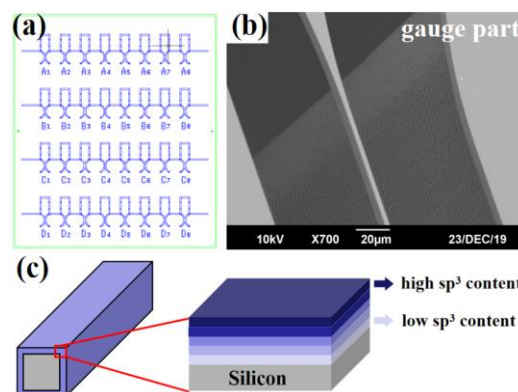 (a)
A1 A2 A3 A4 A5 A6 A7 A8
B1 B2 B3 B4 B5 B6 B7 B8
C1 C2 C3 C4 C5 C6 C7 C8
D1 D2 D3 D4 D5 D6 D7 D8
(b)
gauge part
10kV X700 20μm 23/DEC/19
(c)
high sp³ content
low sp³ content
Silicon